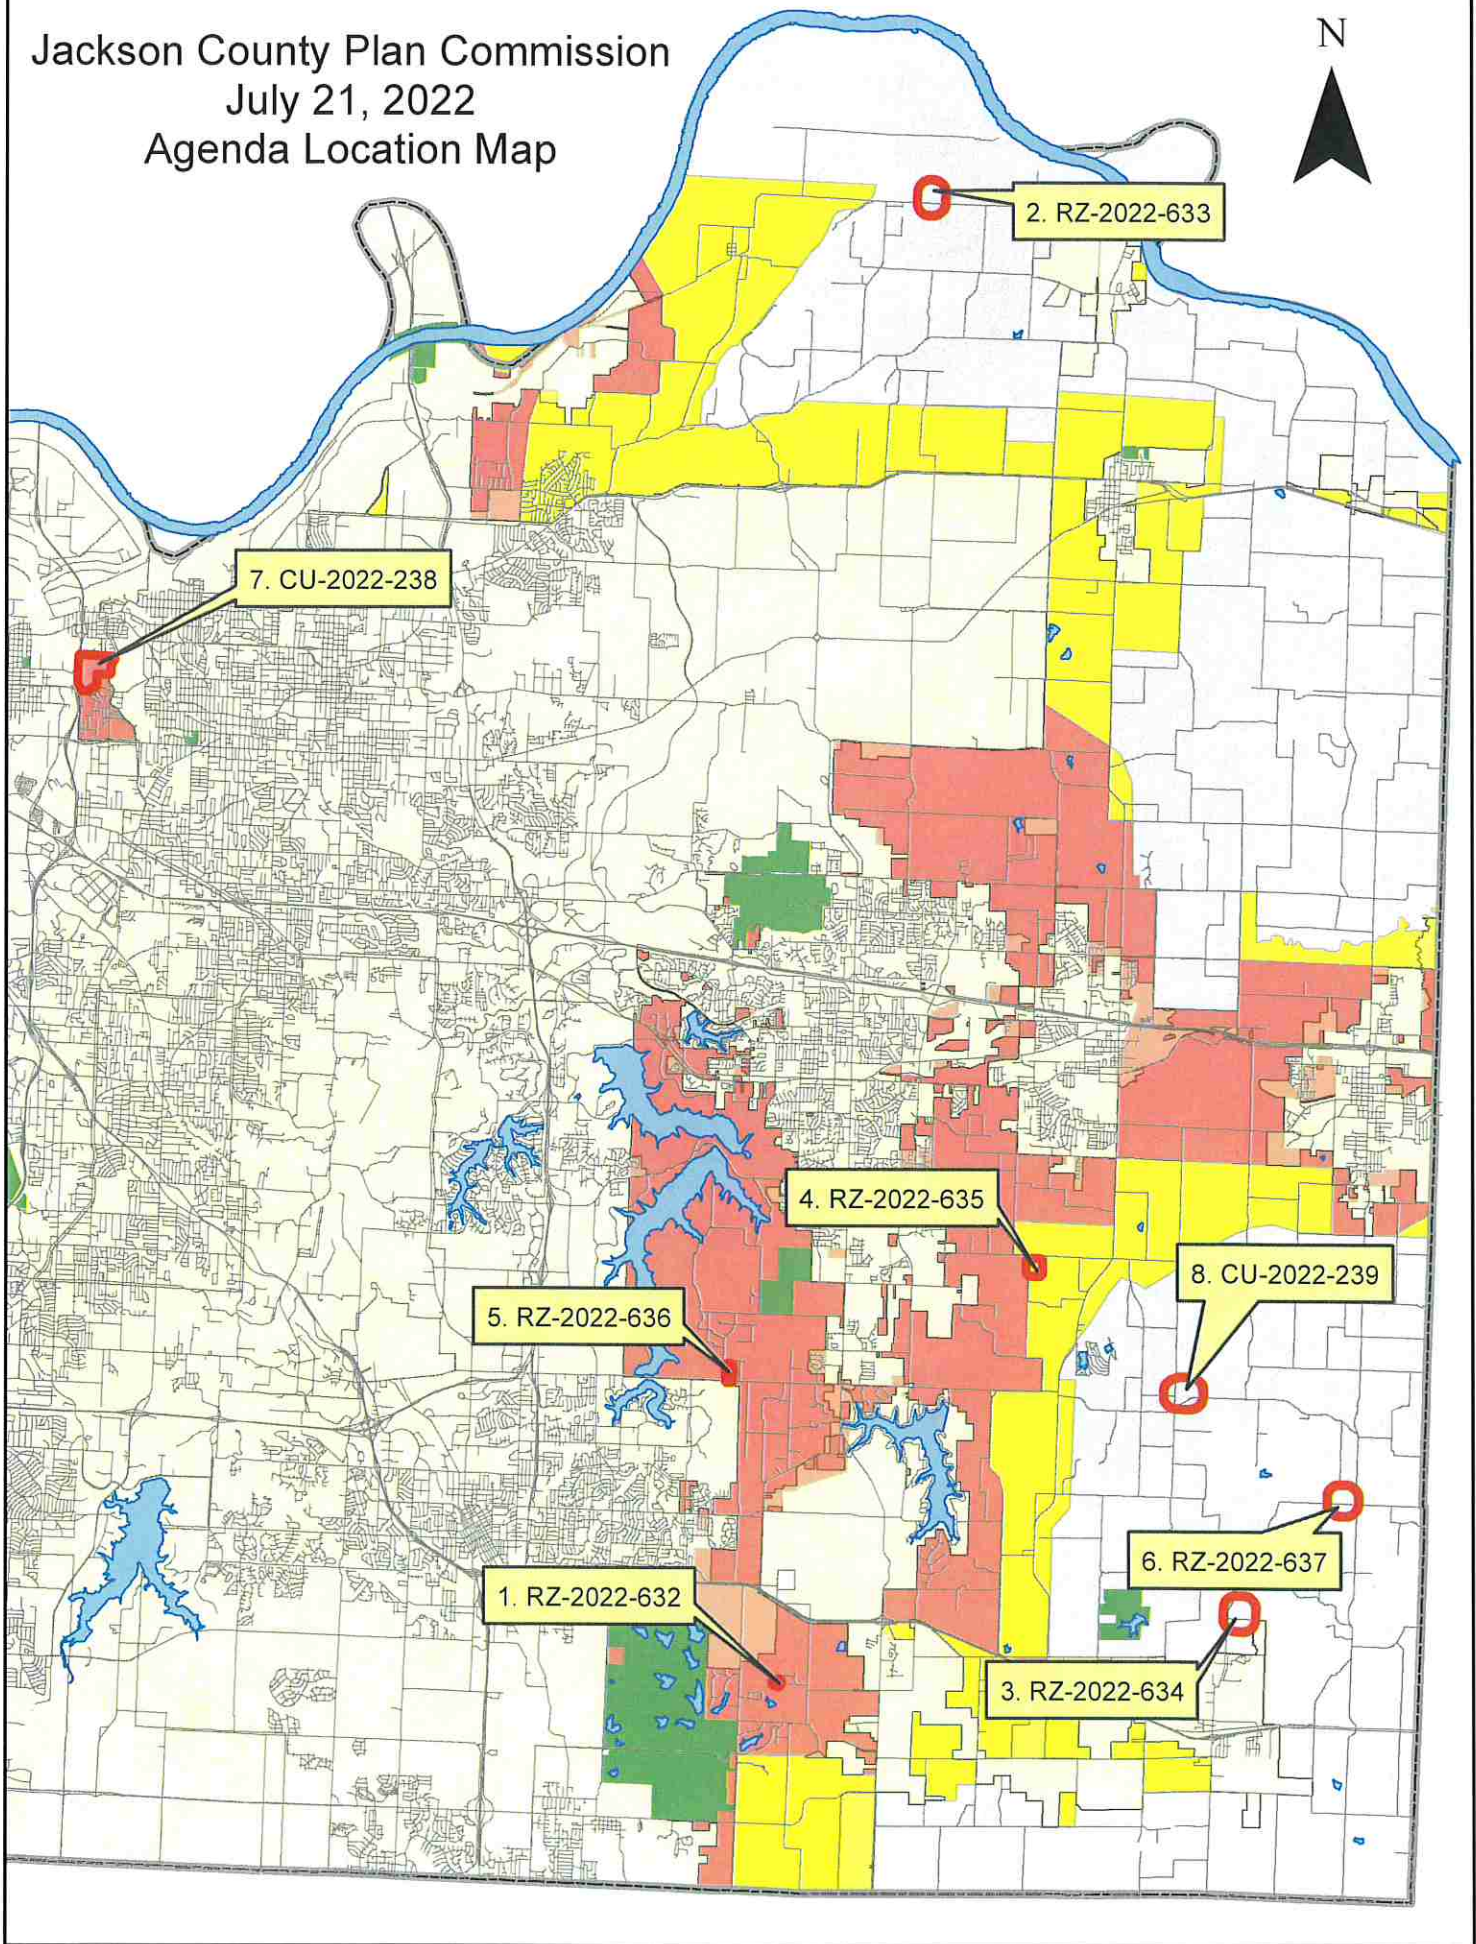 Jackson County Plan Commission
July 21, 2022
Agenda Location Map
N
2. RZ-2022-633
7. CU-2022-238
4. RZ-2022-635
8. CU-2022-239
5. RZ-2022-636
6. RZ-2022-637
1. RZ-2022-632
3. RZ-2022-634